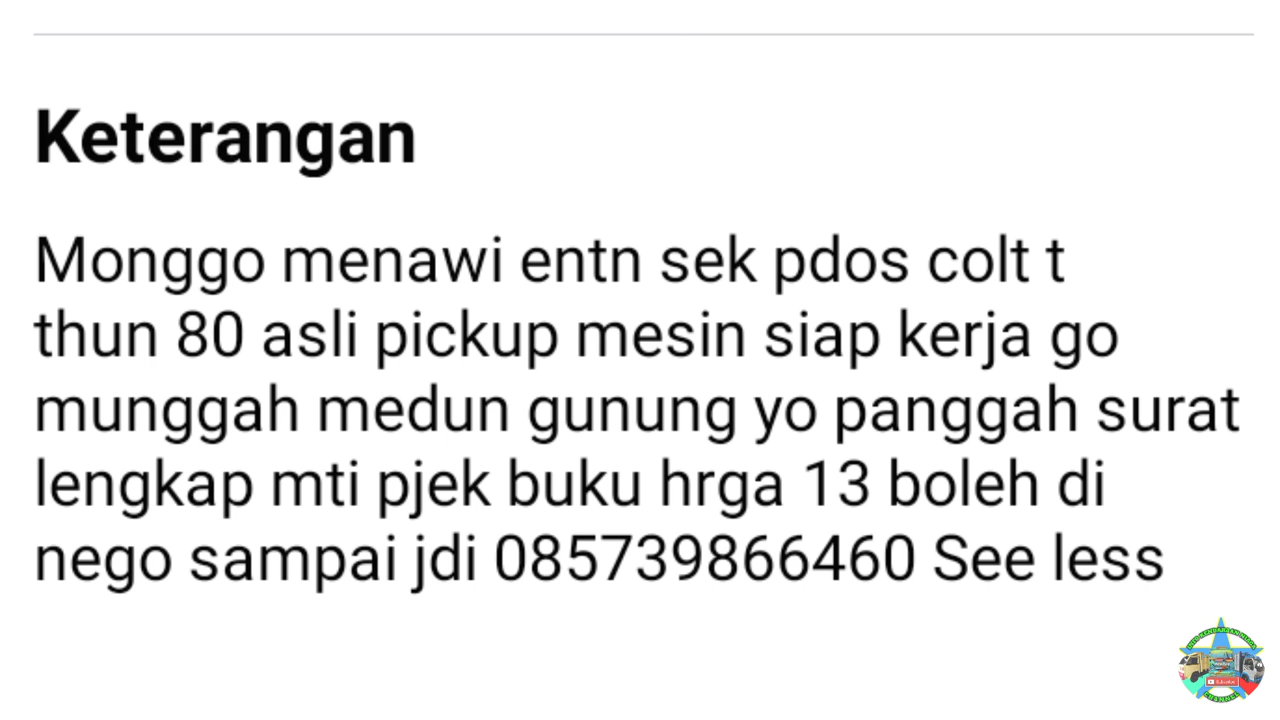 Keterangan
Monggo menawi entn sek pdos colt t
thun 80 asli pickup mesin siap kerja go
munggah medun gunung yo panggah surat
lengkap mti pjek buku hrga 13 boleh di
nego sampai jdi 085739866460 See less
CHANNEL